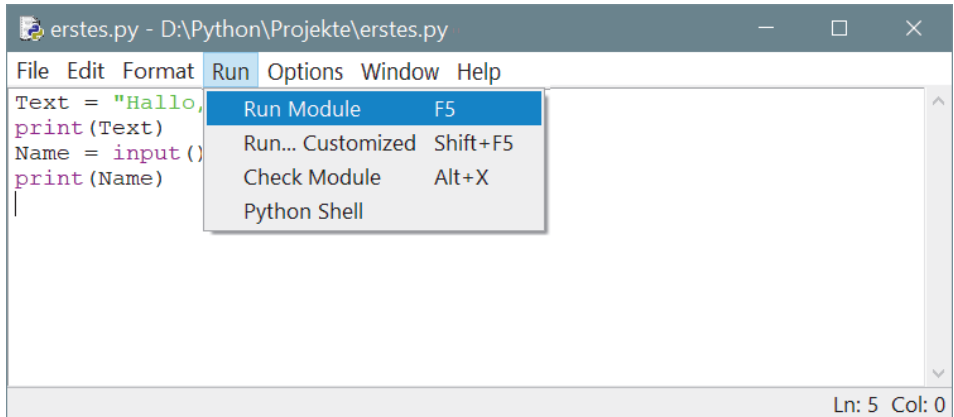 erstes.py - D:\Python\Projekte\erstes.py
File Edit Format Run Options Window Help
Text = "Hallo,
print(Text)
Name = input()
print(Name)
Run Module F5
Run... Customized Shift+F5
Check Module Alt+X
Python Shell
Ln: 5 Col: 0